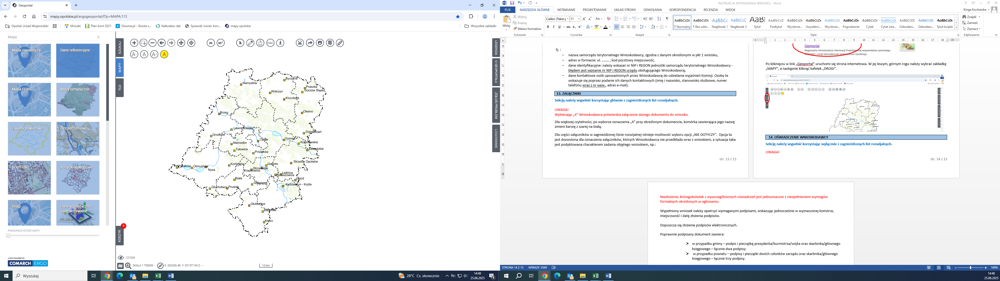 Geoportal
mapy.opolskie.pl/ergogeoportal/f?p=MAPA:113
Opolski Urzad Wojewodzki
Minutki
Plan kont 2021
Slownie.pl - Kwota s...
Kalkulator dat
Sprawdź numer kon...
mapy opolskie
Wszystkie zakładki
Mapy
Mapa zasadnicza
Dane referencyjne
Mapa EGBIL
Mapy tematyczne
Zasoby powiatowe
Bezpieczeństwo
BDOT10k
Audyt krajobrazowy
Drogi
Dane statystyczne -
dane archiwalne
PRZEZROCZYSTOŚĆ MAPY:
MAPS POWERED BY:
COMARCH ERGO
SZUKAJ
MAPY
TŁO
KOSZYK
0
m
m²
OGC
A-
A
A+
A
LEGENDA
O GEOPORTALU
ZGŁOŚ PROBLEM
LOGOWANIE
Namysłów
Byczyna
Praszka
Gorzów Śląski
Wołczyn
Kluczbork
Brzeg
Olesno
Lewin Brzeski
Dobrodzień
Grodków
Opole
Ozimek
Kolonowskie
Niemodlin
Tułowice
Zawadzkie
Prószków
Strzelce Opolskie
Paczków
Otmuchów
Nysa
Korfantów
Gogolin
Strzeleczki
Krapkowice
Leśnica
Zdzieszowice
Ujazd
Biała
Głogówek
Kędzierzyn - Koźle
Głuchołazy
Prudnik
Głubczyce
Baborów
Kietrz
121524
SKALA 1:750000
X: 292356.48 Y: 331377.69 Z: ---
10 km
Wyszukaj
28°C Cz. słonecznie
14:48
25.06.2025
4
INSTRUKCJA WYPEŁNIANIA WNIOSKU - Word
PLIK
NARZĘDZIA GŁÓWNE
WSTAWIANIE
PROJEKTOWANIE
UKŁAD STRONY
ODWOŁANIA
KORESPONDENCJA
RECENZJA
WIDOK
Kinga Kucharska
Wklej
Wytnij
Kopiuj
Malarz formatów
Schowek
Calibri (Tekst p
11
Czcionka
Akapit
AaBbCcDc
¶ Normalny
¶ Bez odst...
Nagłówek 1
Nagłówek 2
Tytuł
Podtytuł
Wyróżnie...
Uwydatni...
Wyróżnie...
Pogrubienie
Cytat
Cytat inte...
Odwołani...
Odwołani...
Tytuł książki
Style
Znajdź
Zamień
Zaznacz
Edytowanie
tj. :
– nazwa samorządu terytorialnego Wnioskodawcy, zgodna z danymi określonymi w pkt 1 wniosku,
– adres w formacie: ul. ........ , kod pocztowy miejscowość,
– dane identyfikacyjne: należy wskazać nr NIP i REGON jednostki samorządu terytorialnego Wnioskodawcy -
błędem jest wpisanie nr NIP i REGON urzędu obsługującego Wnioskodawcę,
– dane kontaktowe osób upoważnionych przez Wnioskodawcę do udzielania wyjaśnień Komisji. Osoby te
wskazuje się poprzez podanie ich danych kontaktowych (imię i nazwisko, stanowisko służbowe, numer
telefonu wraz z nr wew., adres e-mail).
13. ZAŁĄCZNIKI
Sekcję należy wypełnić korzystając głównie z zagnieżdżonych list rozwijalnych.
UWAGA!
Wybierając „X” Wnioskodawca potwierdza załączenie danego dokumentu do wniosku.
Dla większej czytelności, po wyborze oznaczenia „X” przy określonym dokumencie, komórka zawierająca jego nazwę
zmieni barwę z szarej na białą.
Dla części załączników w zagnieżdżonej liście rozwijalnej istnieje możliwość wyboru opcji „NIE DOTYCZY”. Opcja ta
jest dozwolona dla oznaczenia załączników, których Wnioskodawca nie przedkłada wraz z wnioskiem, a sytuacja taka
jest podyktowana charakterem zadania objętego wnioskiem, np.:
str. 13 z 15
Geoportal
Regionalna Infrastruktura Informacji Przestrzennej województwa opolskiego.
KONTAKT. Urząd Marszałkowski Województwa Opolskiego
Po kliknięciu w link „Geoportal” uruchomi się strona internetowa. W jej lewym, górnym rogu należy wybrać zakładkę
„MAPY”, a następnie kliknąć kafelek „DROGI”.
14. OŚWIADCZENIE WNIOSKODAWCY
Sekcję należy wypełnić korzystając wyłącznie z zagnieżdżonych list rozwijalnych.
UWAGA!
str. 14 z 15
Niezłożenie, któregokolwiek z wyszczególnionych oświadczeń jest jednoznaczne z niespełnieniem wymogów
formalnych określonych w ogłoszeniu.
Wypełniony wniosek należy opatrzyć wymaganymi podpisami, wskazując jednocześnie w wyznaczonej komórce,
miejscowość i datę złożenia podpisów.
Dopuszcza się złożenie podpisów elektronicznych.
Poprawnie podpisany dokument zawiera:
➢ w przypadku gminy – podpis i pieczątkę prezydenta/burmistrza/wójta oraz skarbnika/głównego
księgowego – łącznie dwa podpisy;
➢ w przypadku powiatu – podpisy i pieczątki dwóch członków zarządu oraz skarbnika/głównego
księgowego – łącznie trzy podpisy.
STRONA 14 Z 15
WYRAZY: 5569
100%
14:48
25.06.2025